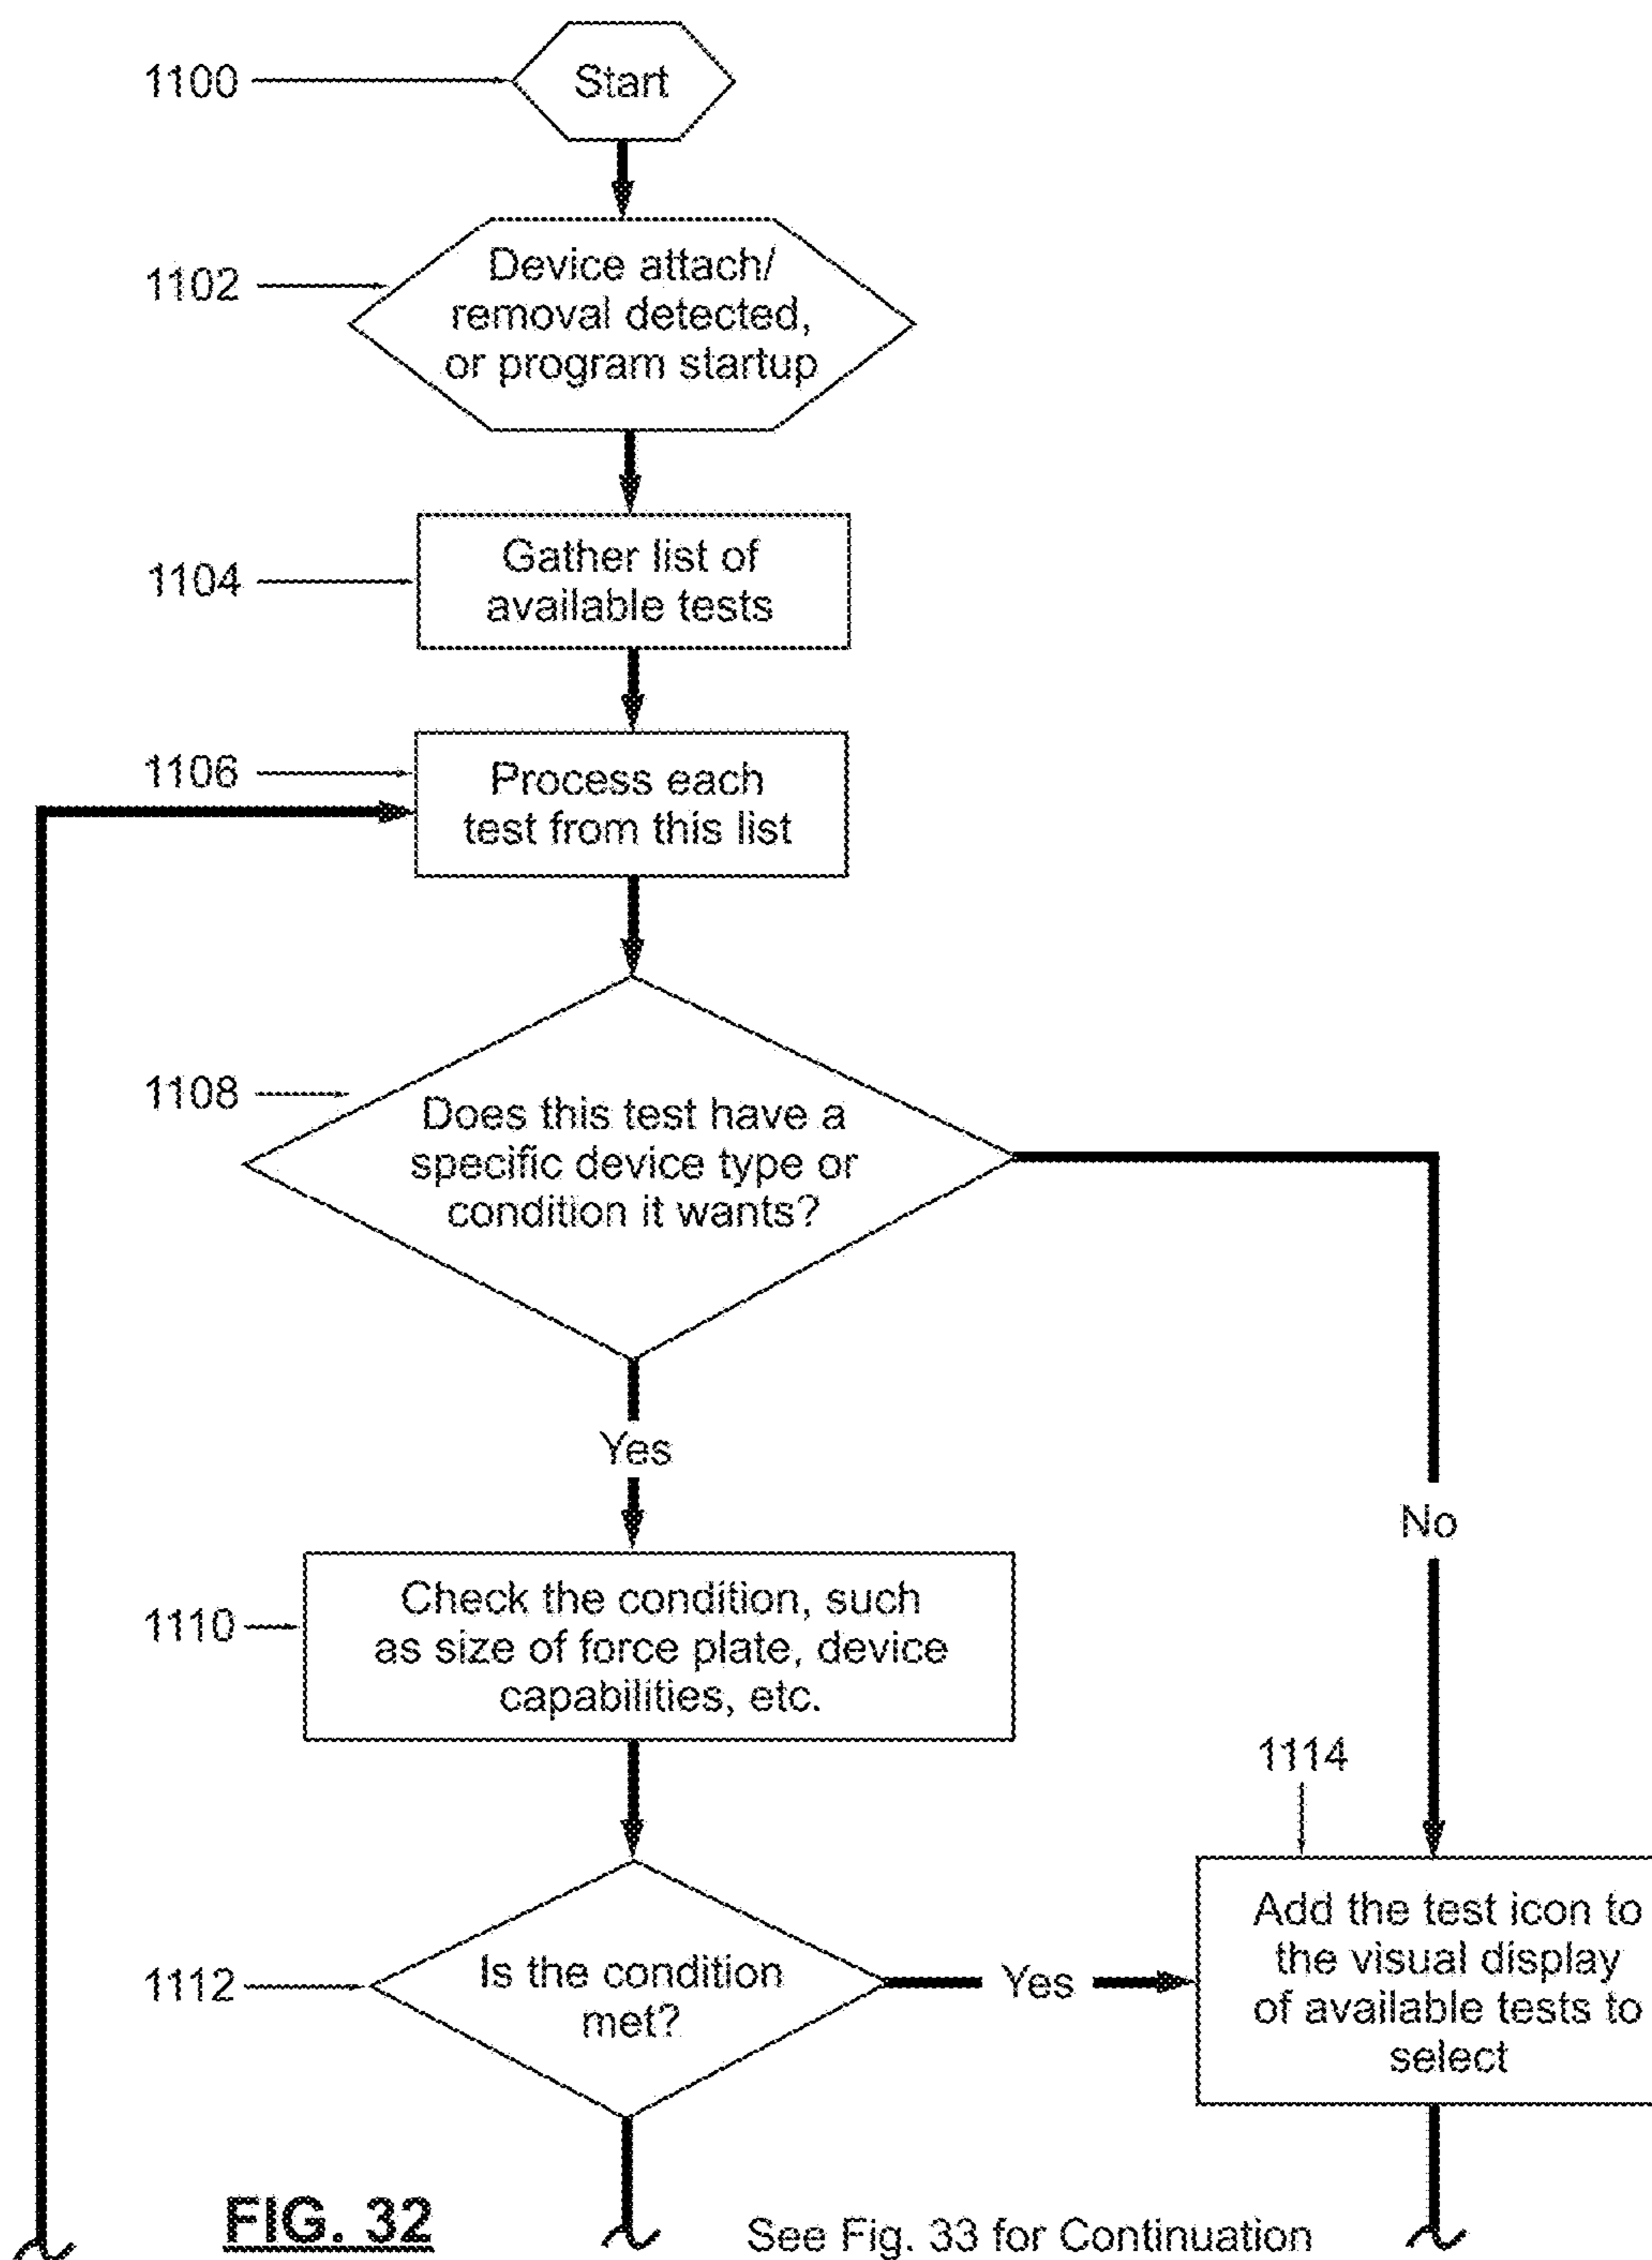 1100
Start
1102
Device attach/
removal detected,
or program startup
1104
Gather list of
available tests
1106
Process each
test from this list
1108
Does this test have a
specific device type or
condition it wants?
Yes
No
1110
Check the condition, such
as size of force plate, device
capabilities, etc.
1114
1112
Is the condition
met?
Yes
Add the test icon to
the visual display
of available tests to
select
FIG. 32
See Fig. 33 for Continuation